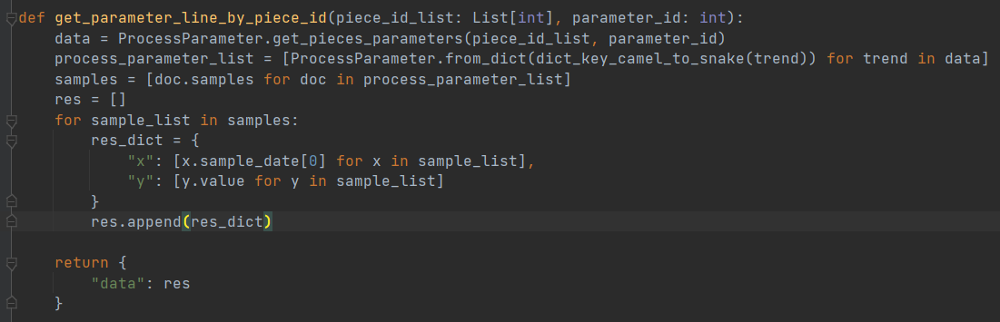 def get_parameter_line_by_piece_id(piece_id_list: List[int], parameter_id: int):
    data = ProcessParameter.get_pieces_parameters(piece_id_list, parameter_id)
    process_parameter_list = [ProcessParameter.from_dict(dict_key_camel_to_snake(trend)) for trend in data]
    samples = [doc.samples for doc in process_parameter_list]
    res = []
    for sample_list in samples:
        res_dict = {
            "x": [x.sample_date[0] for x in sample_list],
            "y": [y.value for y in sample_list]
        }
        res.append(res_dict)

    return {
        "data": res
    }